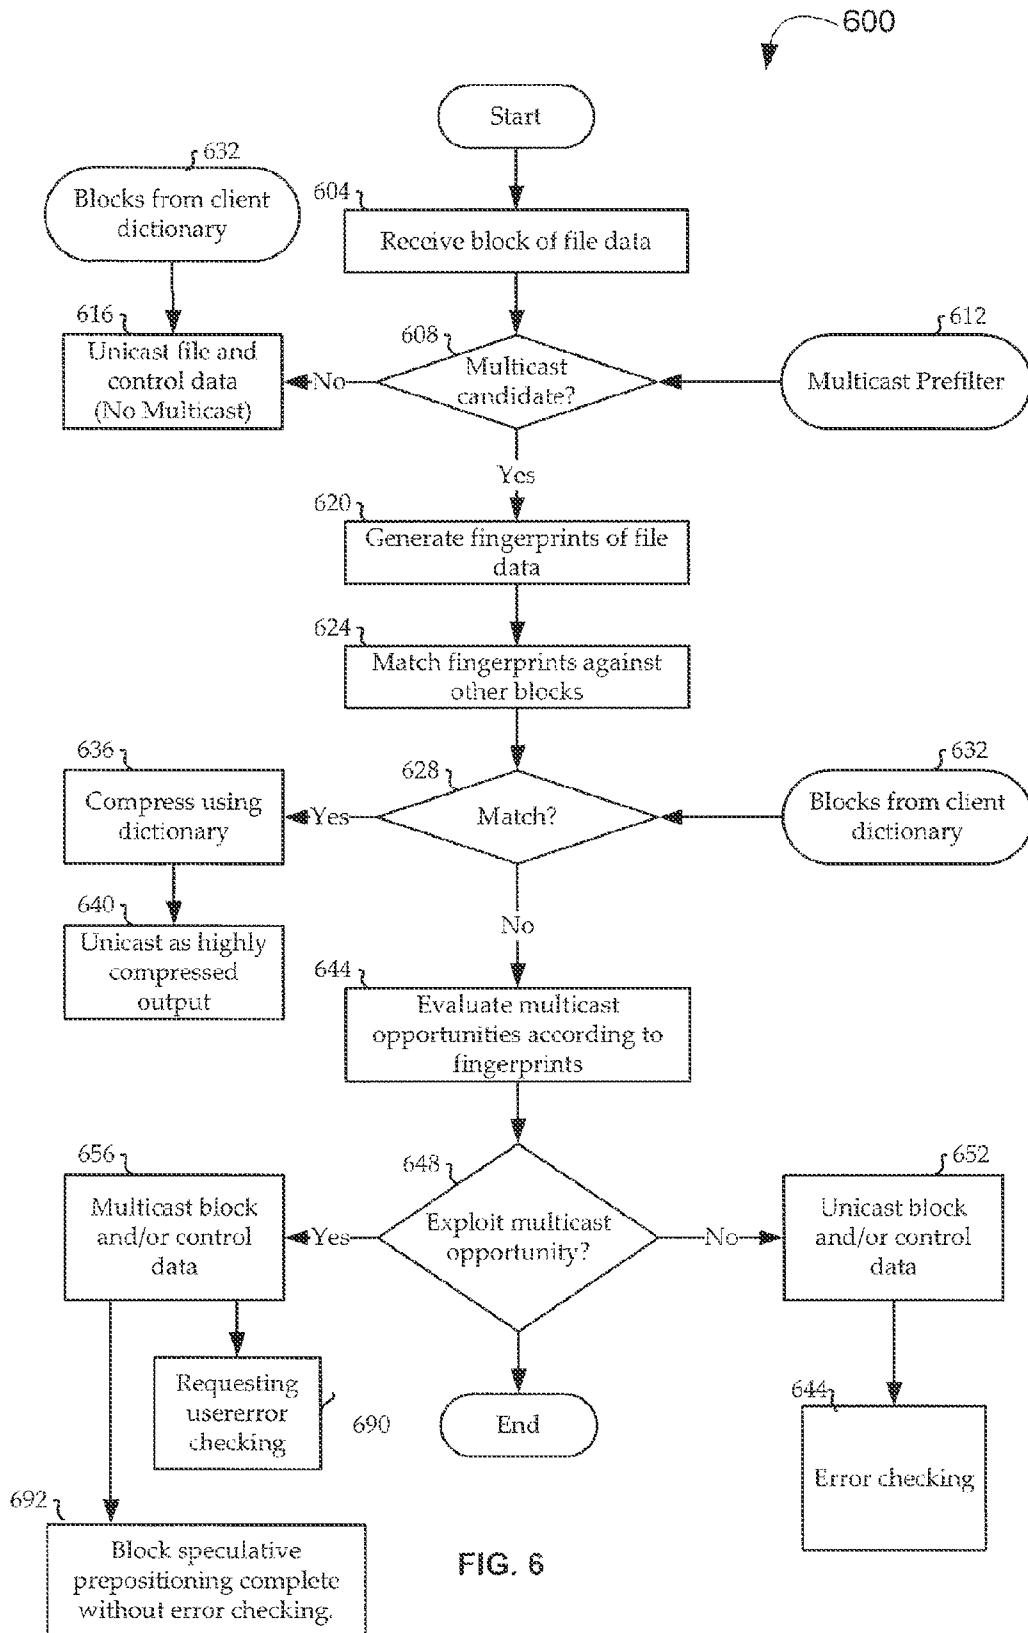 600
Start
632
Blocks from client
dictionary
604
Receive block of file data
616
Unicast file and
control data
(No Multicast)
No
608
Multicast
candidate?
612
Multicast Prefilter
Yes
620
Generate fingerprints of file
data
624
Match fingerprints against
other blocks
636
Compress using
dictionary
Yes
628
Match?
632
Blocks from client
dictionary
640
Unicast as highly
compressed
output
No
644
Evaluate multicast
opportunities according to
fingerprints
656
Multicast block
and/or control
data
Yes
648
Exploit multicast
opportunity?
No
652
Unicast block
and/or control
data
Requesting
usererror
checking
690
End
644
Error checking
692
Block speculative
prepositioning complete
without error checking.
FIG. 6